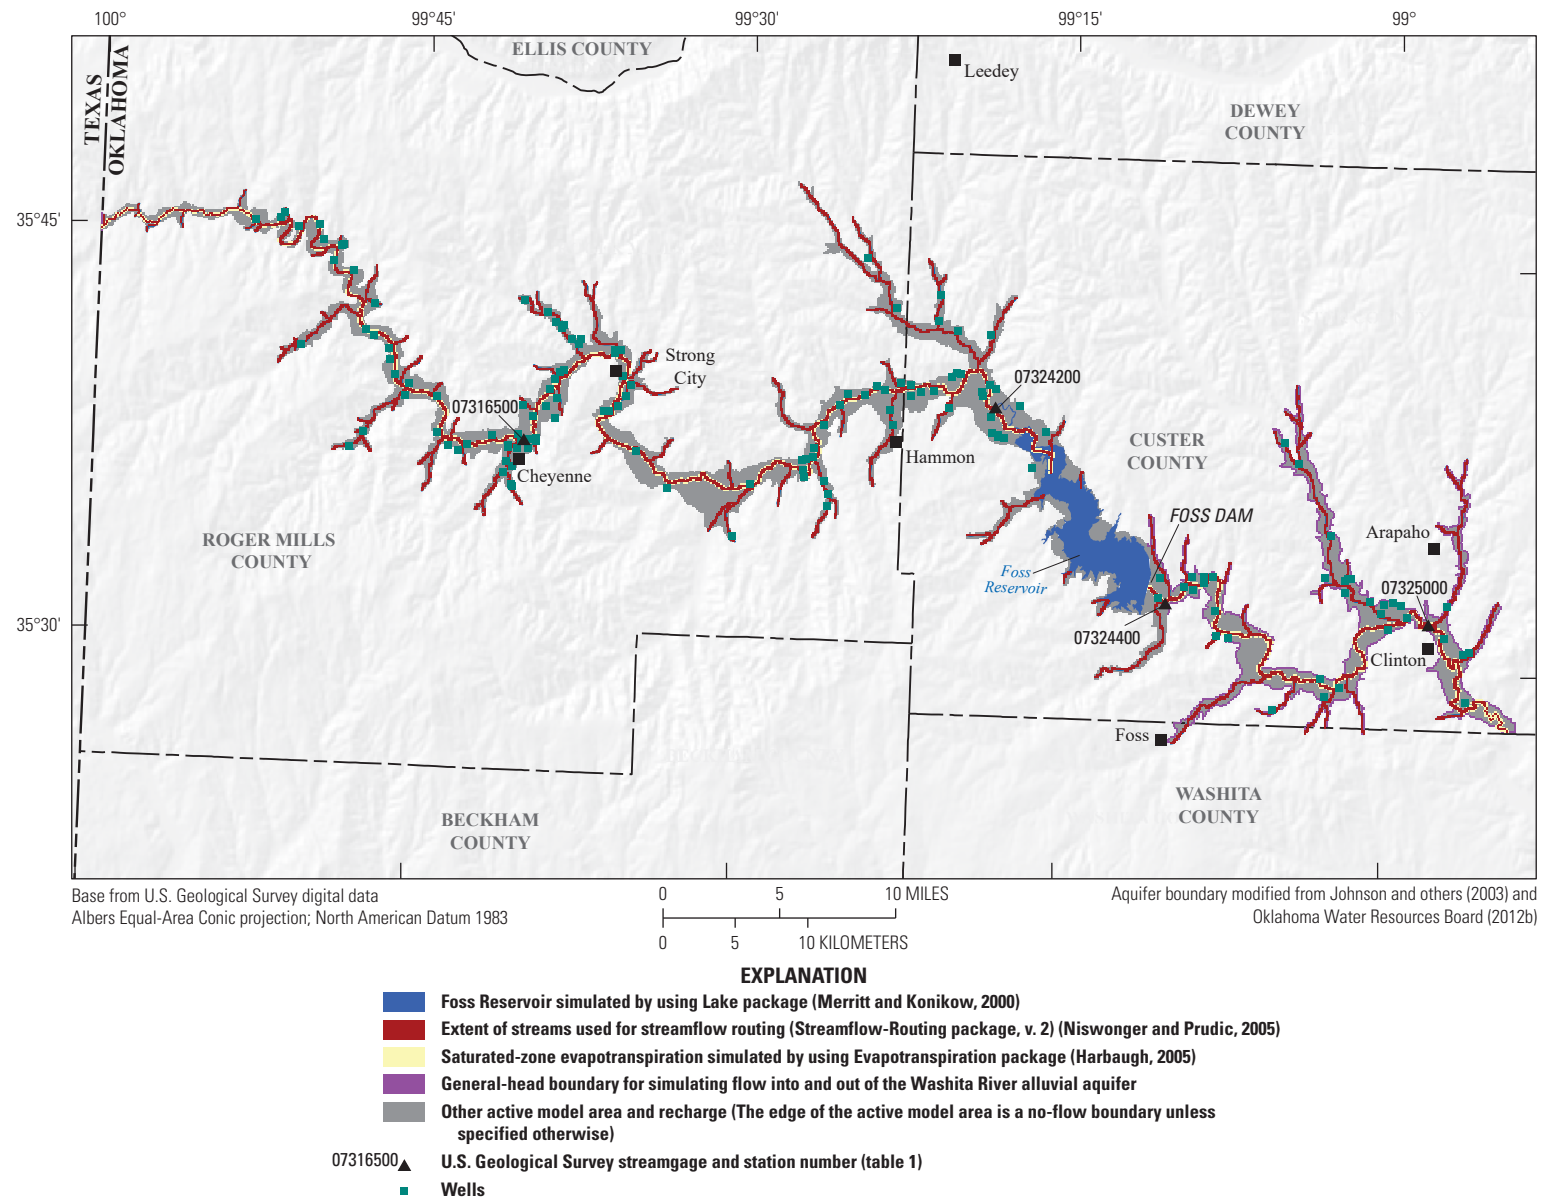 100°
99°45'
99°30'
99°15'
99°
ELLIS COUNTY
TEXAS
OKLAHOMA
Leedey
DEWEY
COUNTY
35°45'
Strong
City
07316500
07324200
Cheyenne
Hammon
CUSTER
COUNTY
FOSS DAM
ROGER MILLS
COUNTY
Arapaho
Foss
Reservoir
07325000
35°30'
07324400
Clinton
Foss
WASHITA
COUNTY
BECKHAM
COUNTY
Base from U.S. Geological Survey digital data
Albers Equal-Area Conic projection; North American Datum 1983
0 5 10 MILES
0 5 10 KILOMETERS
Aquifer boundary modified from Johnson and others (2003) and
Oklahoma Water Resources Board (2012b)
EXPLANATION
Foss Reservoir simulated by using Lake package (Merritt and Konikow, 2000)
Extent of streams used for streamflow routing (Streamflow-Routing package, v. 2) (Niswonger and Prudic, 2005)
Saturated-zone evapotranspiration simulated by using Evapotranspiration package (Harbaugh, 2005)
General-head boundary for simulating flow into and out of the Washita River alluvial aquifer
Other active model area and recharge (The edge of the active model area is a no-flow boundary unless
specified otherwise)
07316500 U.S. Geological Survey streamgage and station number (table 1)
Wells